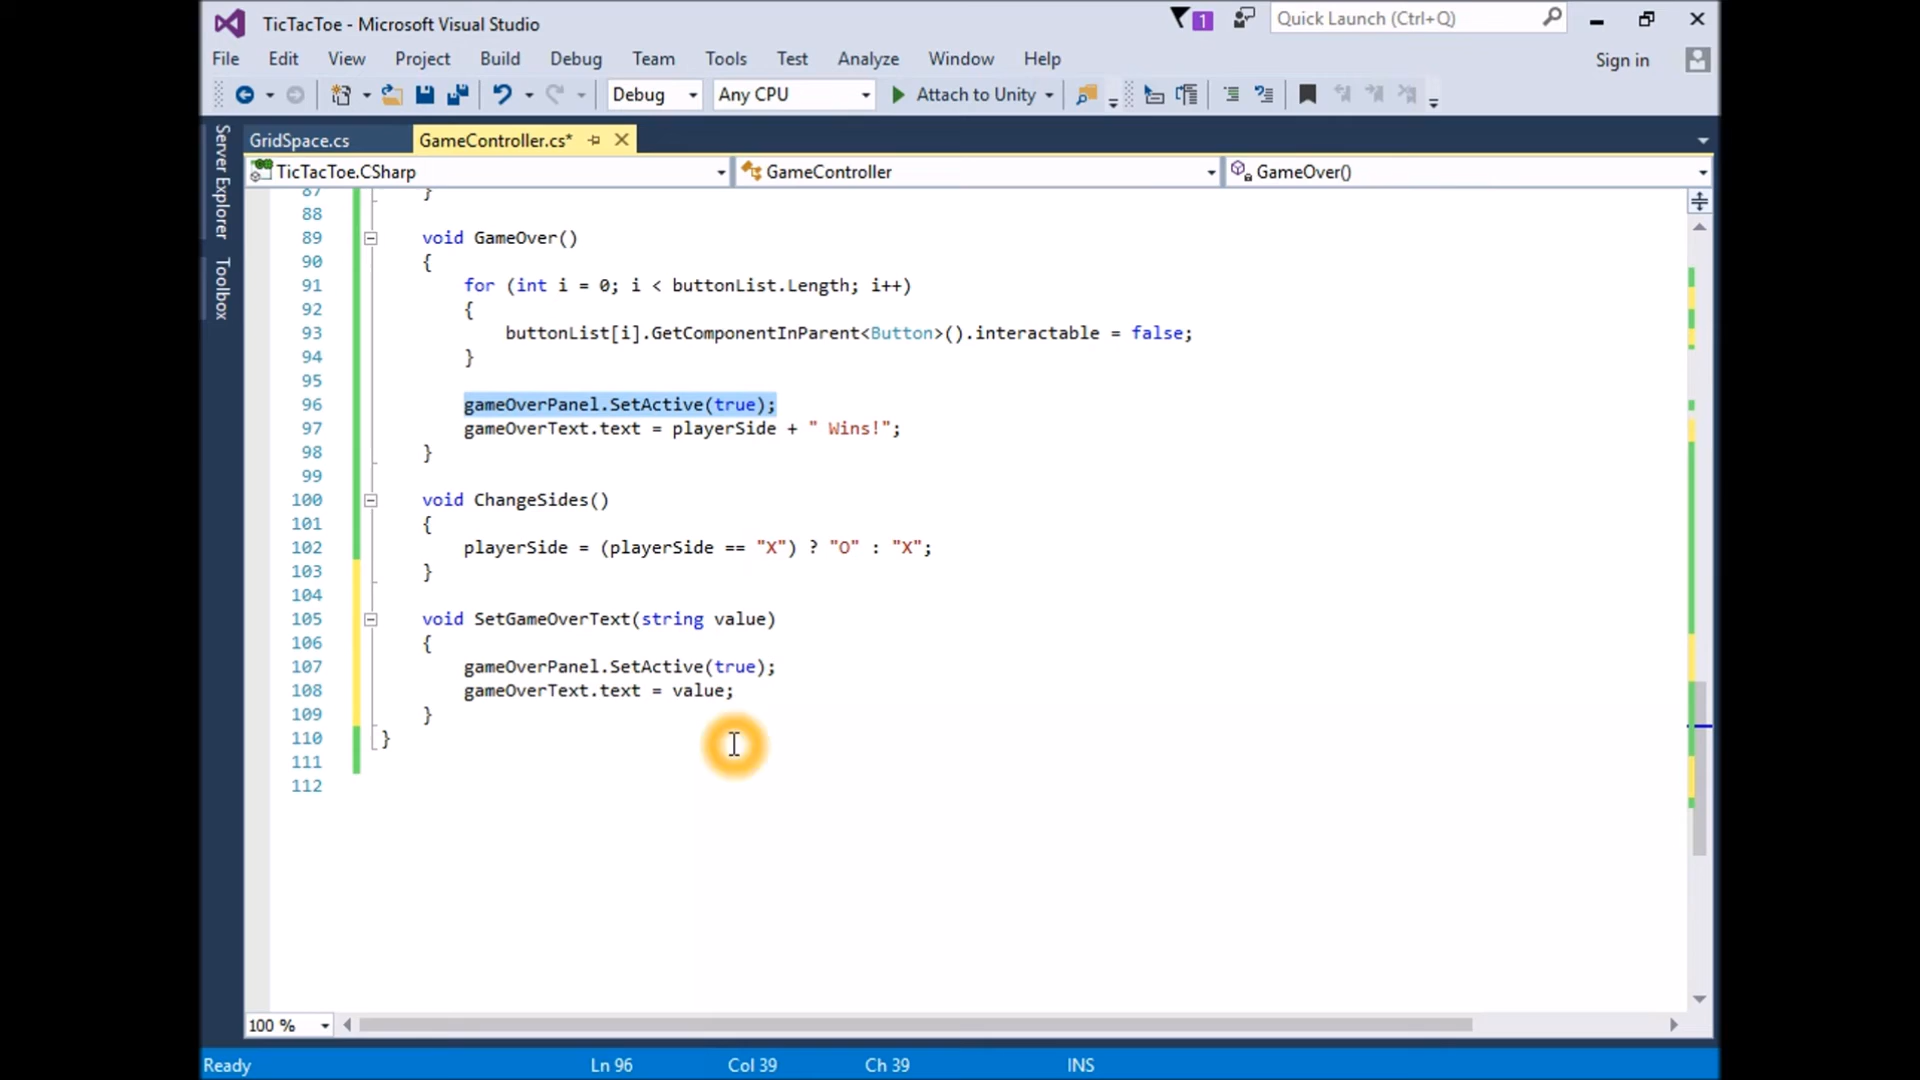 TicTacToe - Microsoft Visual Studio
1
Quick Launch (Ctrl+Q)
File Edit View Project Build Debug Team Tools Test Analyze Window Help
Sign in
Debug Any CPU Attach to Unity
Server Explorer
Toolbox
GridSpace.cs GameController.cs*
TicTacToe.CSharp GameController GameOver()
87 }
88
89 void GameOver()
90 {
91 for (int i = 0; i < buttonList.Length; i++)
92 {
93 buttonList[i].GetComponentInParent<Button>().interactable = false;
94 }
95
96 gameOverPanel.SetActive(true);
97 gameOverText.text = playerSide + " Wins!";
98 }
99
100 void ChangeSides()
101 {
102 playerSide = (playerSide == "X") ? "O" : "X";
103 }
104
105 void SetGameOverText(string value)
106 {
107 gameOverPanel.SetActive(true);
108 gameOverText.text = value;
109 }
110 }
111
112
100 %
Ready Ln 96 Col 39 Ch 39 INS